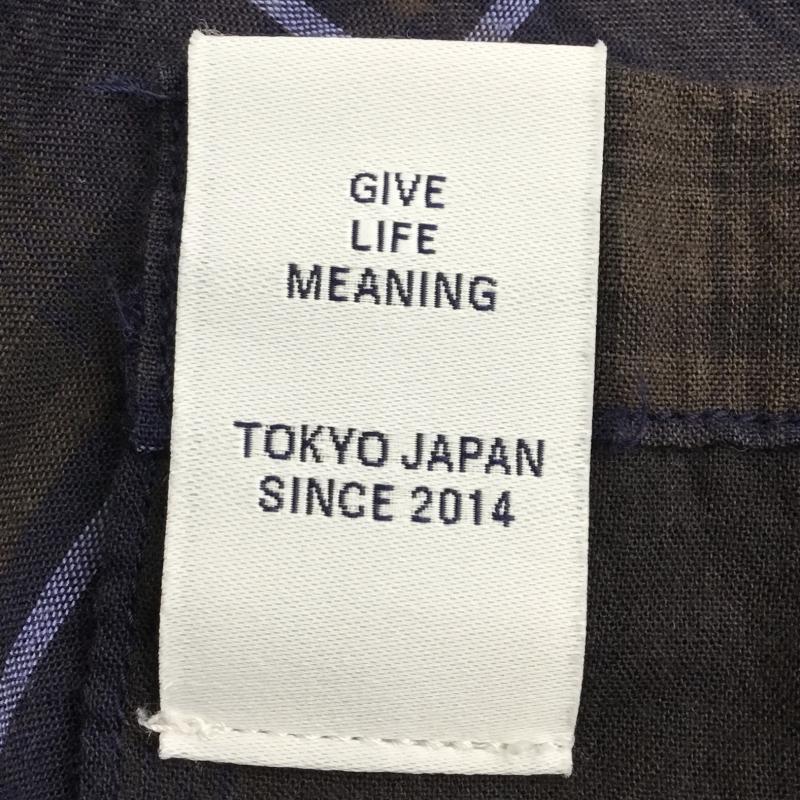 GIVE
LIFE
MEANING
TOKYO JAPAN
SINCE 2014